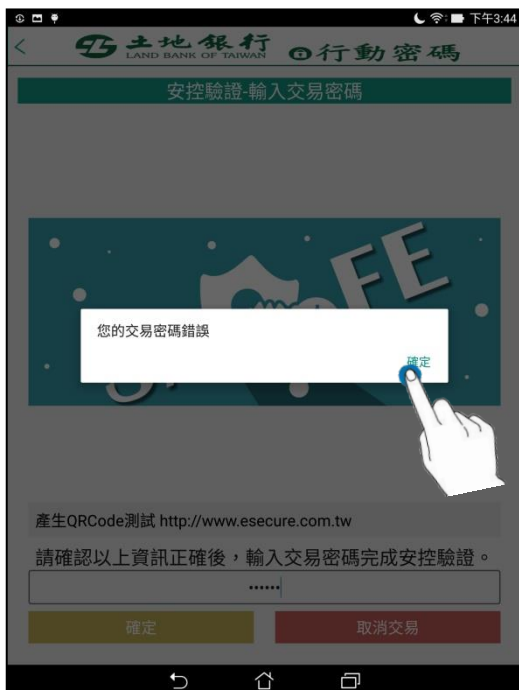 下午3:44
土地銀行
LAND BANK OF TAIWAN
行動密碼
安控驗證-輸入交易密碼
您的交易密碼錯誤
確定
產生QRCode測試 http://www.esecure.com.tw
請確認以上資訊正確後，輸入交易密碼完成安控驗證。
••••••
確定
取消交易